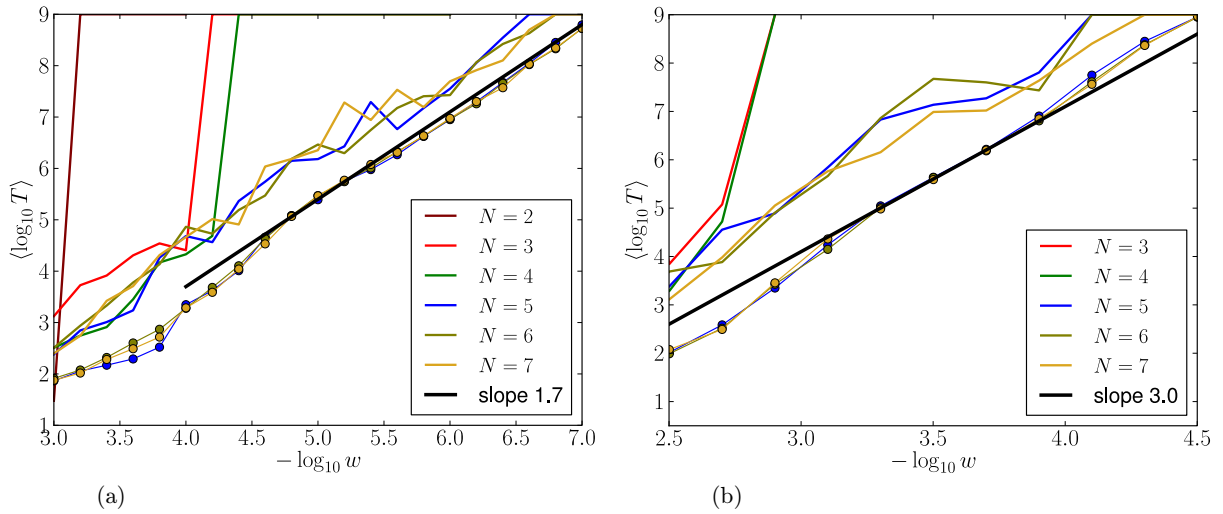 9
8
7
6
5
4
3
2
1
3.0 3.5 4.0 4.5 5.0 5.5 6.0 6.5 7.0
⟨log₁₀ T⟩
− log₁₀ w
N = 2
N = 3
N = 4
N = 5
N = 6
N = 7
slope 1.7
(a)
9
8
7
6
5
4
3
2
1
2.5 3.0 3.5 4.0 4.5
⟨log₁₀ T⟩
− log₁₀ w
N = 3
N = 4
N = 5
N = 6
N = 7
slope 3.0
(b)